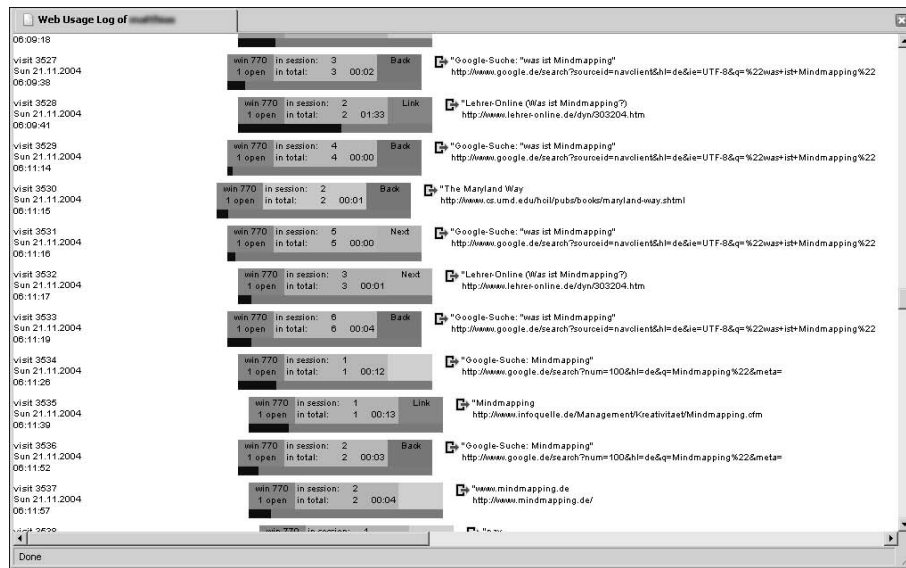 Web Usage Log of
06:09:18
visit 3527 win 770 in session: 3 Back "Google-Suche: "was ist Mindmapping"
Sun 21.11.2004 1 open in total: 3 00:02 http://www.google.de/search?sourceid=navclient&hl=de&ie=UTF-8&q=%22was+ist+Mindmapping%22
06:09:38
visit 3528 win 770 in session: 2 Link "Lehrer-Online (Was ist Mindmapping?)
Sun 21.11.2004 1 open in total: 2 01:33 http://www.lehrer-online.de/dyn/303204.htm
06:09:41
visit 3529 win 770 in session: 4 Back "Google-Suche: "was ist Mindmapping"
Sun 21.11.2004 1 open in total: 4 00:00 http://www.google.de/search?sourceid=navclient&hl=de&ie=UTF-8&q=%22was+ist+Mindmapping%22
06:11:14
visit 3530 win 770 in session: 2 Back "The Maryland Way
Sun 21.11.2004 1 open in total: 2 00:01 http://www.cs.umd.edu/hcil/pubs/books/maryland-way.shtml
06:11:15
visit 3531 win 770 in session: 5 Next "Google-Suche: "was ist Mindmapping"
Sun 21.11.2004 1 open in total: 5 00:00 http://www.google.de/search?sourceid=navclient&hl=de&ie=UTF-8&q=%22was+ist+Mindmapping%22
06:11:16
visit 3532 win 770 in session: 3 Next "Lehrer-Online (Was ist Mindmapping?)
Sun 21.11.2004 1 open in total: 3 00:01 http://www.lehrer-online.de/dyn/303204.htm
06:11:17
visit 3533 win 770 in session: 6 Back "Google-Suche: "was ist Mindmapping"
Sun 21.11.2004 1 open in total: 6 00:04 http://www.google.de/search?sourceid=navclient&hl=de&ie=UTF-8&q=%22was+ist+Mindmapping%22
06:11:19
visit 3534 win 770 in session: 1 "Google-Suche: Mindmapping"
Sun 21.11.2004 1 open in total: 1 00:12 http://www.google.de/search?num=100&hl=de&q=Mindmapping%22&meta=
06:11:26
visit 3535 win 770 in session: 1 Link "Mindmapping
Sun 21.11.2004 1 open in total: 1 00:13 http://www.infoquelle.de/Management/Kreativitaet/Mindmapping.cfm
06:11:39
visit 3536 win 770 in session: 2 Back "Google-Suche: Mindmapping"
Sun 21.11.2004 1 open in total: 2 00:03 http://www.google.de/search?num=100&hl=de&q=Mindmapping%22&meta=
06:11:52
visit 3537 win 770 in session: 2 "www.mindmapping.de
Sun 21.11.2004 1 open in total: 2 00:04 http://www.mindmapping.de/
06:11:57
visit 3538 win 770 in session: 1
Done